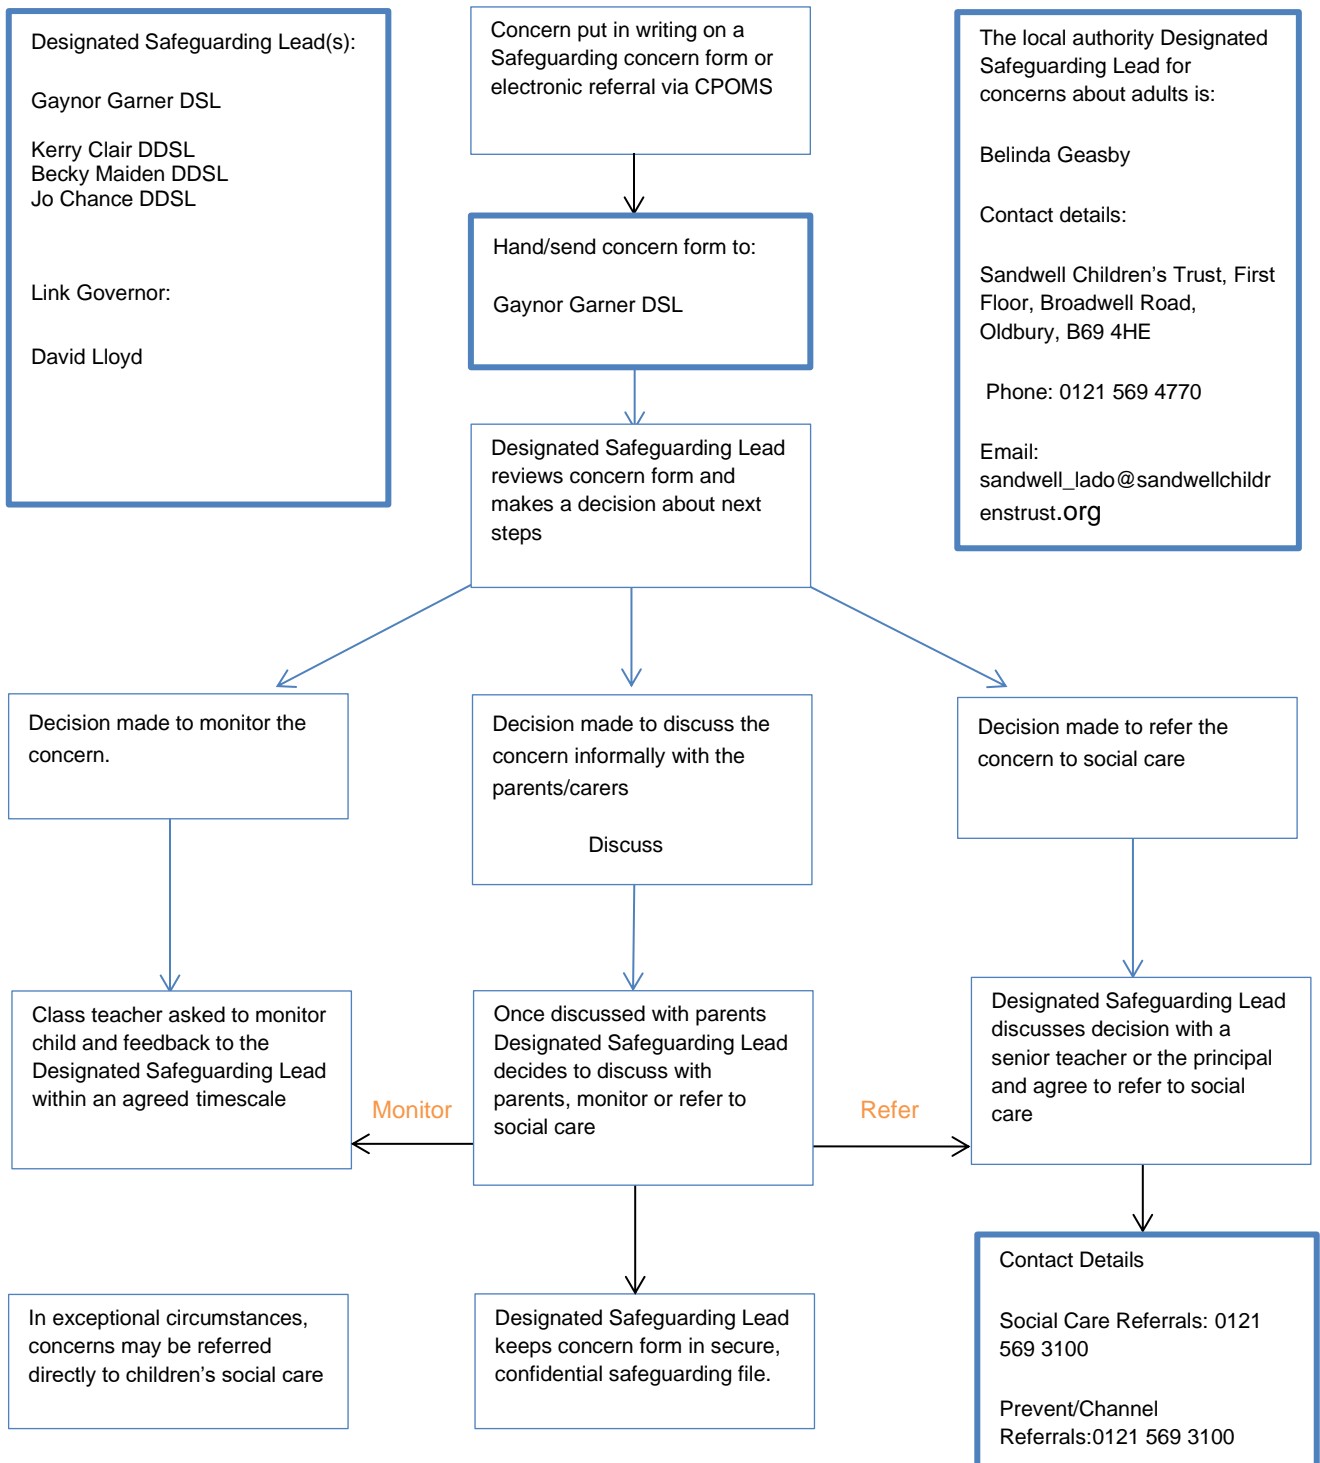 Designated Safeguarding Lead(s):
Gaynor Garner DSL
Kerry Clair DDSL
Becky Maiden DDSL
Jo Chance DDSL
Link Governor:
David Lloyd
Concern put in writing on a
Safeguarding concern form or
electronic referral via CPOMS
The local authority Designated
Safeguarding Lead for
concerns about adults is:
Belinda Geasby
Contact details:
Sandwell Children’s Trust, First
Floor, Broadwell Road,
Oldbury, B69 4HE
Phone: 0121 569 4770
Email:
sandwell_lado@sandwellchildr
enstrust.org
Hand/send concern form to:
Gaynor Garner DSL
Designated Safeguarding Lead
reviews concern form and
makes a decision about next
steps
Decision made to monitor the
concern.
Decision made to discuss the
concern informally with the
parents/carers
Discuss
Decision made to refer the
concern to social care
Class teacher asked to monitor
child and feedback to the
Designated Safeguarding Lead
within an agreed timescale
Monitor
Once discussed with parents
Designated Safeguarding Lead
decides to discuss with
parents, monitor or refer to
social care
Refer
Designated Safeguarding Lead
discusses decision with a
senior teacher or the principal
and agree to refer to social
care
In exceptional circumstances,
concerns may be referred
directly to children’s social care
Designated Safeguarding Lead
keeps concern form in secure,
confidential safeguarding file.
Contact Details
Social Care Referrals: 0121
569 3100
Prevent/Channel
Referrals:0121 569 3100